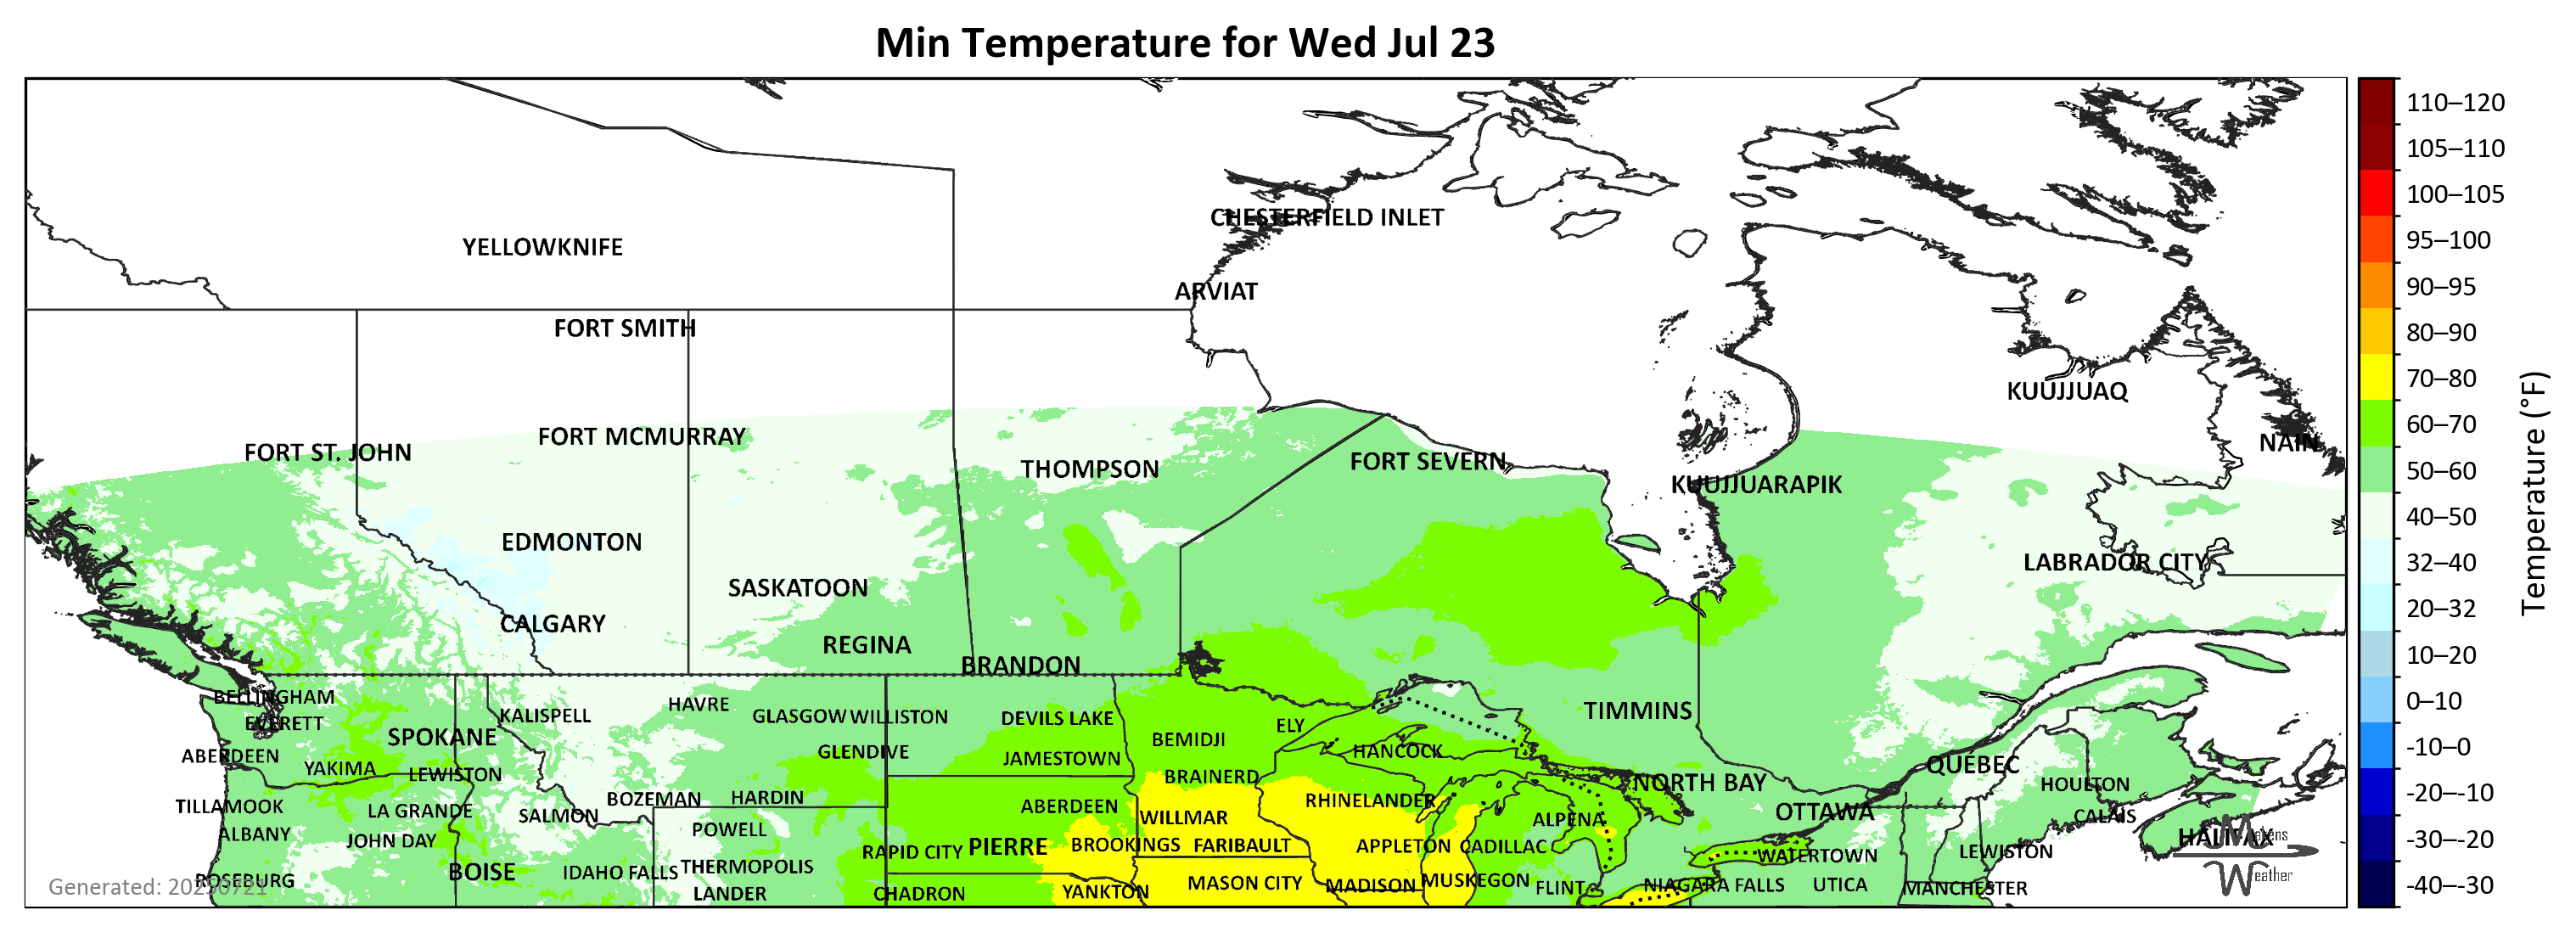 Min Temperature for Wed Jul 23
110–120
105–110
100–105
95–100
90–95
80–90
70–80
60–70
50–60
40–50
32–40
20–32
10–20
0–10
-10–0
-20–-10
-30–-20
-40–-30
Temperature (°F)
CHESTERFIELD INLET
YELLOWKNIFE
ARVIAT
FORT SMITH
KUUJJUAQ
FORT MCMURRAY
NAIN
FORT ST. JOHN
FORT SEVERN
THOMPSON
KUUJJUARAPIK
EDMONTON
LABRADOR CITY
SASKATOON
CALGARY
REGINA
BRANDON
BELLINGHAM
HAVRE
TIMMINS
KALISPELL
GLASGOW WILLISTON
DEVILS LAKE
EVERETT
ELY
SPOKANE
BEMIDJI
ABERDEEN
GLENDIVE
JAMESTOWN
HANCOCK
YAKIMA
LEWISTON
BRAINERD
QUEBEC
NORTH BAY
HOULTON
BOZEMAN
HARDIN
RHINELANDER
TILLAMOOK
LA GRANDE
SALMON
ABERDEEN
WILLMAR
ALPENA
OTTAWA
CALAIS
ALBANY
JOHN DAY
POWELL
RAPID CITY
PIERRE
BROOKINGS
FARIBAULT
APPLETON
CADILLAC
WATERTOWN
LEWISTON
HALIFAX
Makens
Weather
BOISE
IDAHO FALLS
THERMOPOLIS
ROSEBURG
LANDER
CHADRON
YANKTON
MASON CITY
MADISON
MUSKEGON
FLINT
NIAGARA FALLS
UTICA
MANCHESTER
Generated: 20250721